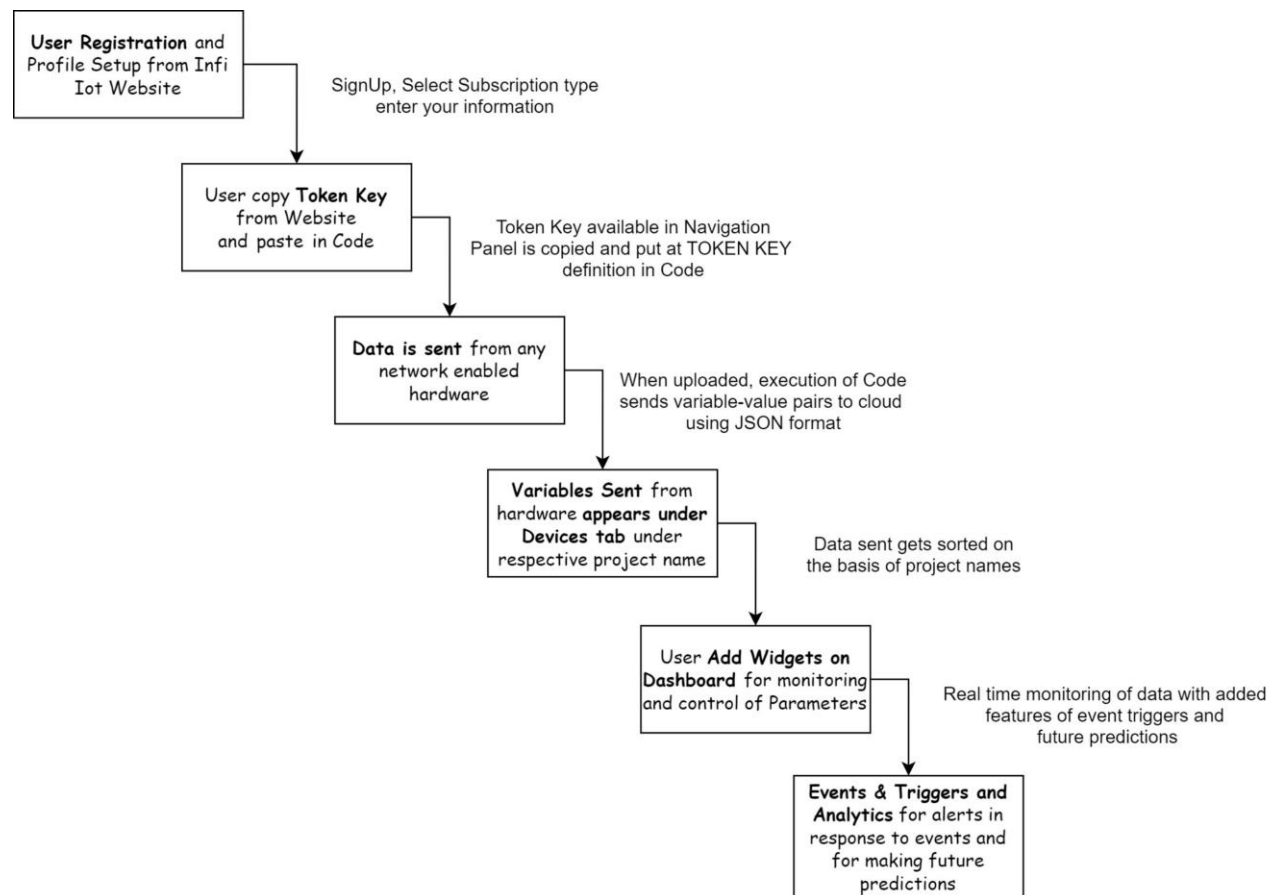 User Registration and
Profile Setup from Infi
Iot Website
SignUp, Select Subscription type
enter your information
User copy Token Key
from Website
and paste in Code
Token Key available in Navigation
Panel is copied and put at TOKEN KEY
definition in Code
Data is sent from any
network enabled
hardware
When uploaded, execution of Code
sends variable-value pairs to cloud
using JSON format
Variables Sent from
hardware appears under
Devices tab under
respective project name
Data sent gets sorted on
the basis of project names
User Add Widgets on
Dashboard for monitoring
and control of Parameters
Real time monitoring of data with added
features of event triggers and
future predictions
Events & Triggers and
Analytics for alerts in
response to events and
for making future
predictions